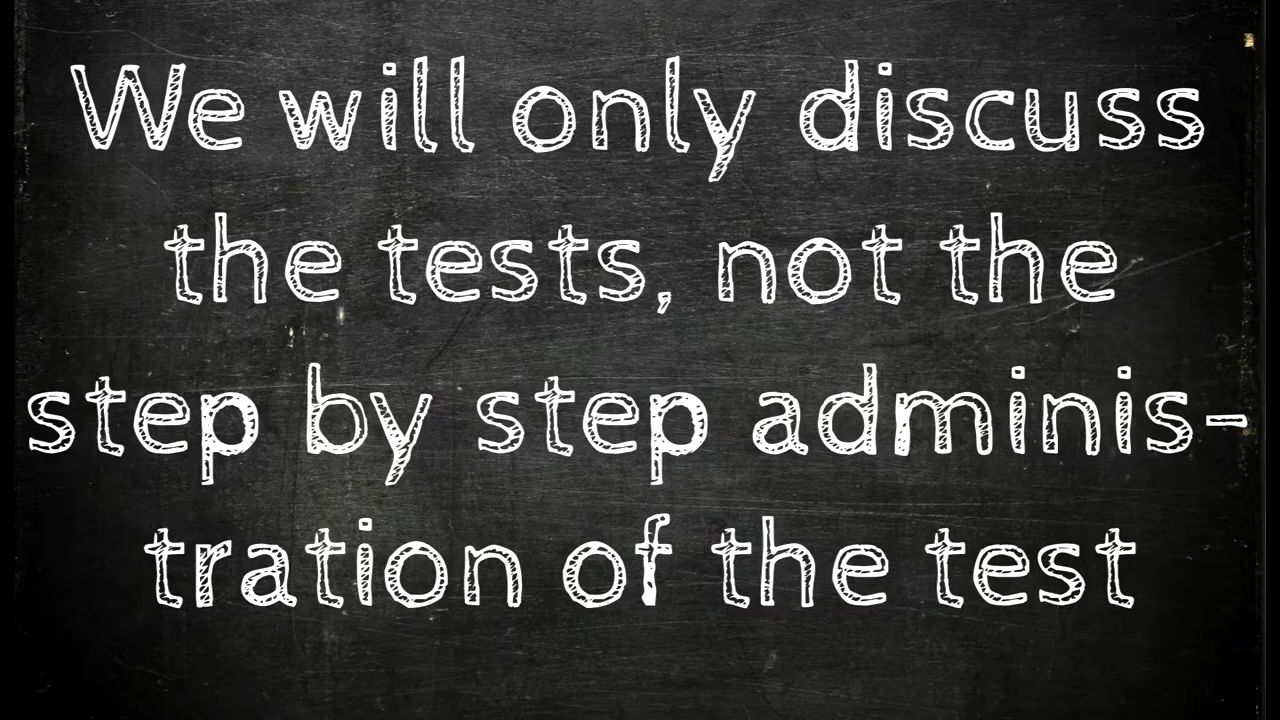 We will only discuss
the tests, not the
step by step adminis-
tration of the test